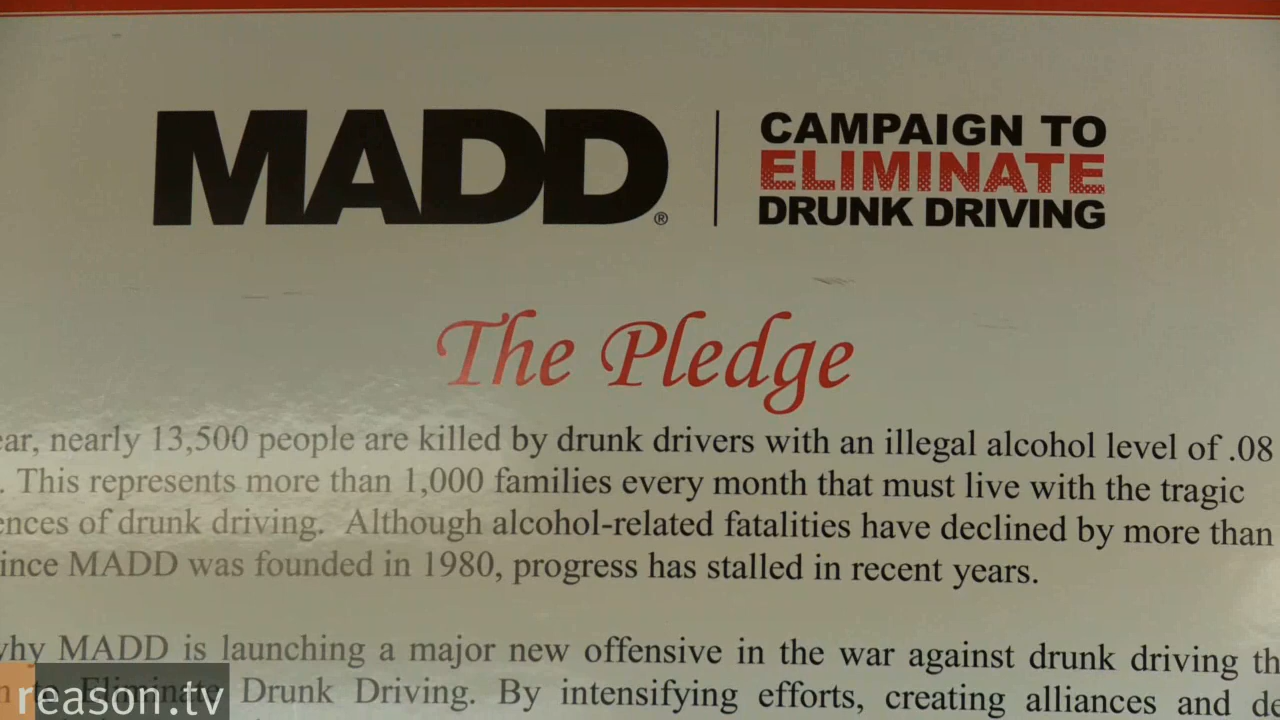 MADD®
CAMPAIGN TO
ELIMINATE
DRUNK DRIVING
The Pledge
ear, nearly 13,500 people are killed by drunk drivers with an illegal alcohol level of .08
. This represents more than 1,000 families every month that must live with the tragic
ences of drunk driving. Although alcohol-related fatalities have declined by more than
ince MADD was founded in 1980, progress has stalled in recent years.
why MADD is launching a major new offensive in the war against drunk driving th
n to Eliminate Drunk Driving. By intensifying efforts, creating alliances and de
reason.tv